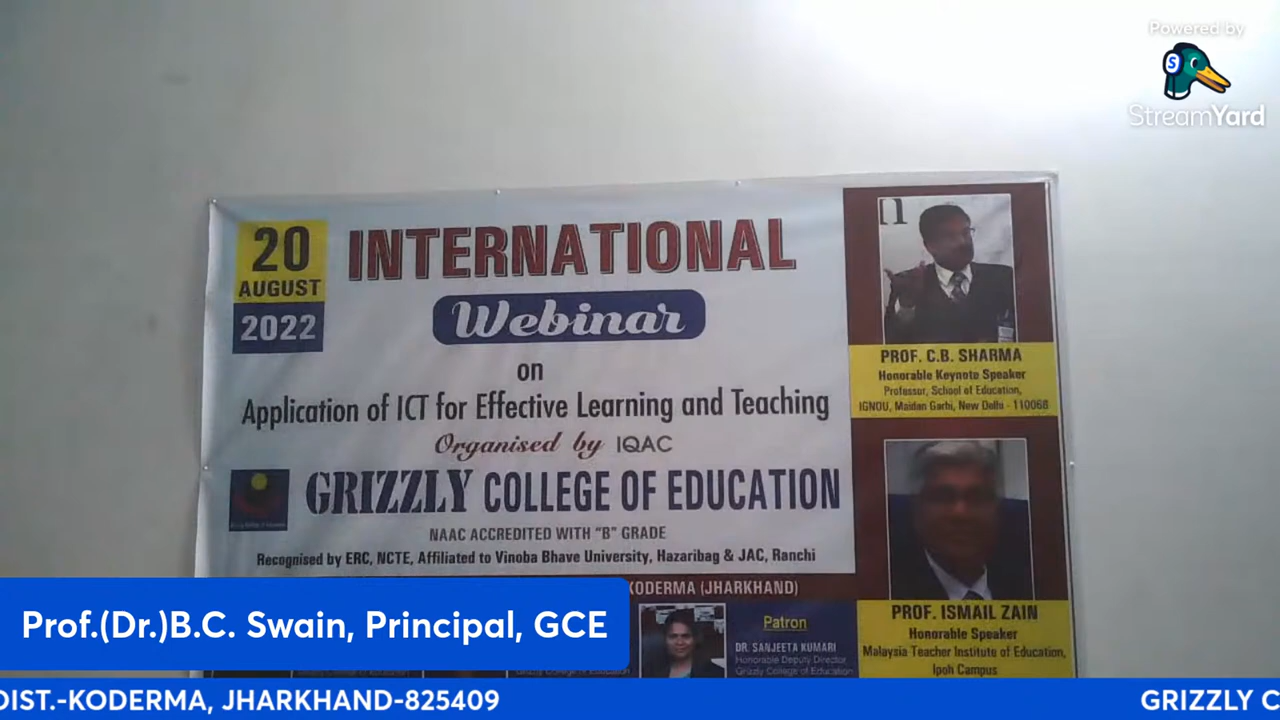 Powered by
StreamYard
20
AUGUST
2022
INTERNATIONAL
Webinar
on
Application of ICT for Effective Learning and Teaching
Organised by IQAC
GRIZZLY COLLEGE OF EDUCATION
NAAC ACCREDITED WITH "B" GRADE
Recognised by ERC, NCTE, Affiliated to Vinoba Bhave University, Hazaribag & JAC, Ranchi
KODERMA (JHARKHAND)
PROF. C.B. SHARMA
Honorable Keynote Speaker
Professor, School of Education,
IGNOU, Maidan Garhi, New Delhi - 110068
PROF. ISMAIL ZAIN
Honorable Speaker
Malaysia Teacher Institute of Education,
Ipoh Campus
Patron
DR. SANJEETA KUMARI
Honorable Deputy Director
Grizzly College of Education
Prof.(Dr.)B.C. Swain, Principal, GCE
DIST.-KODERMA, JHARKHAND-825409
GRIZZLY C